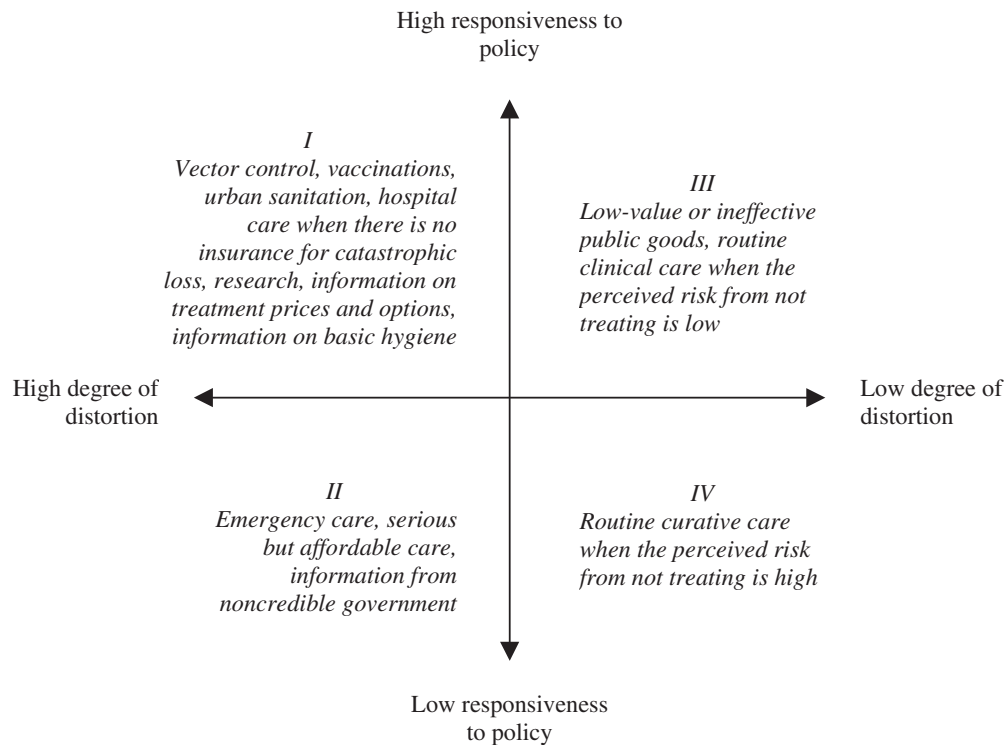 High responsiveness to
policy
I
Vector control, vaccinations,
urban sanitation, hospital
care when there is no
insurance for catastrophic
loss, research, information on
treatment prices and options,
information on basic hygiene
III
Low-value or ineffective
public goods, routine
clinical care when the
perceived risk from not
treating is low
High degree of
distortion
Low degree of
distortion
II
Emergency care, serious
but affordable care,
information from
noncredible government
IV
Routine curative care
when the perceived risk
from not treating is high
Low responsiveness
to policy